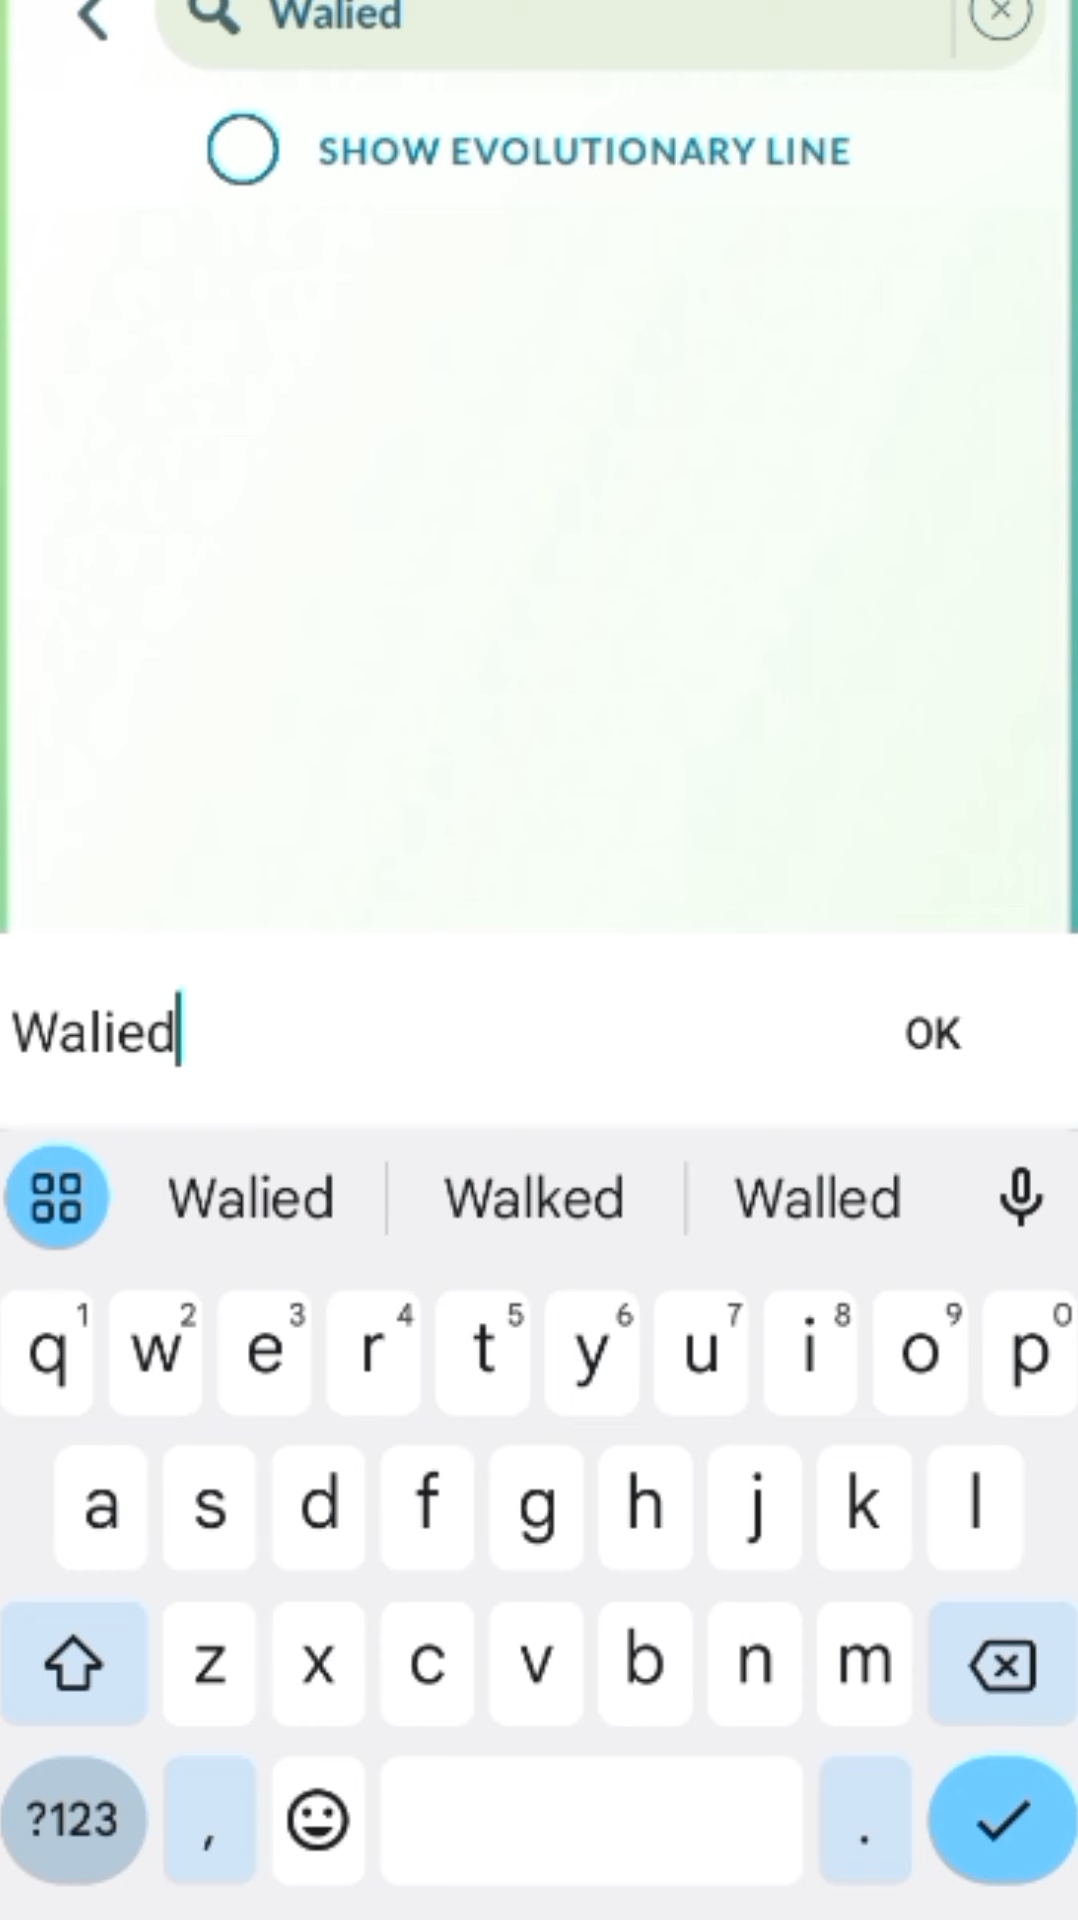 Walied
SHOW EVOLUTIONARY LINE
Walied OK
Walied Walked Walled
1 2 3 4 5 6 7 8 9 0
q w e r t y u i o p
a s d f g h j k l
z x c v b n m
?123 , .